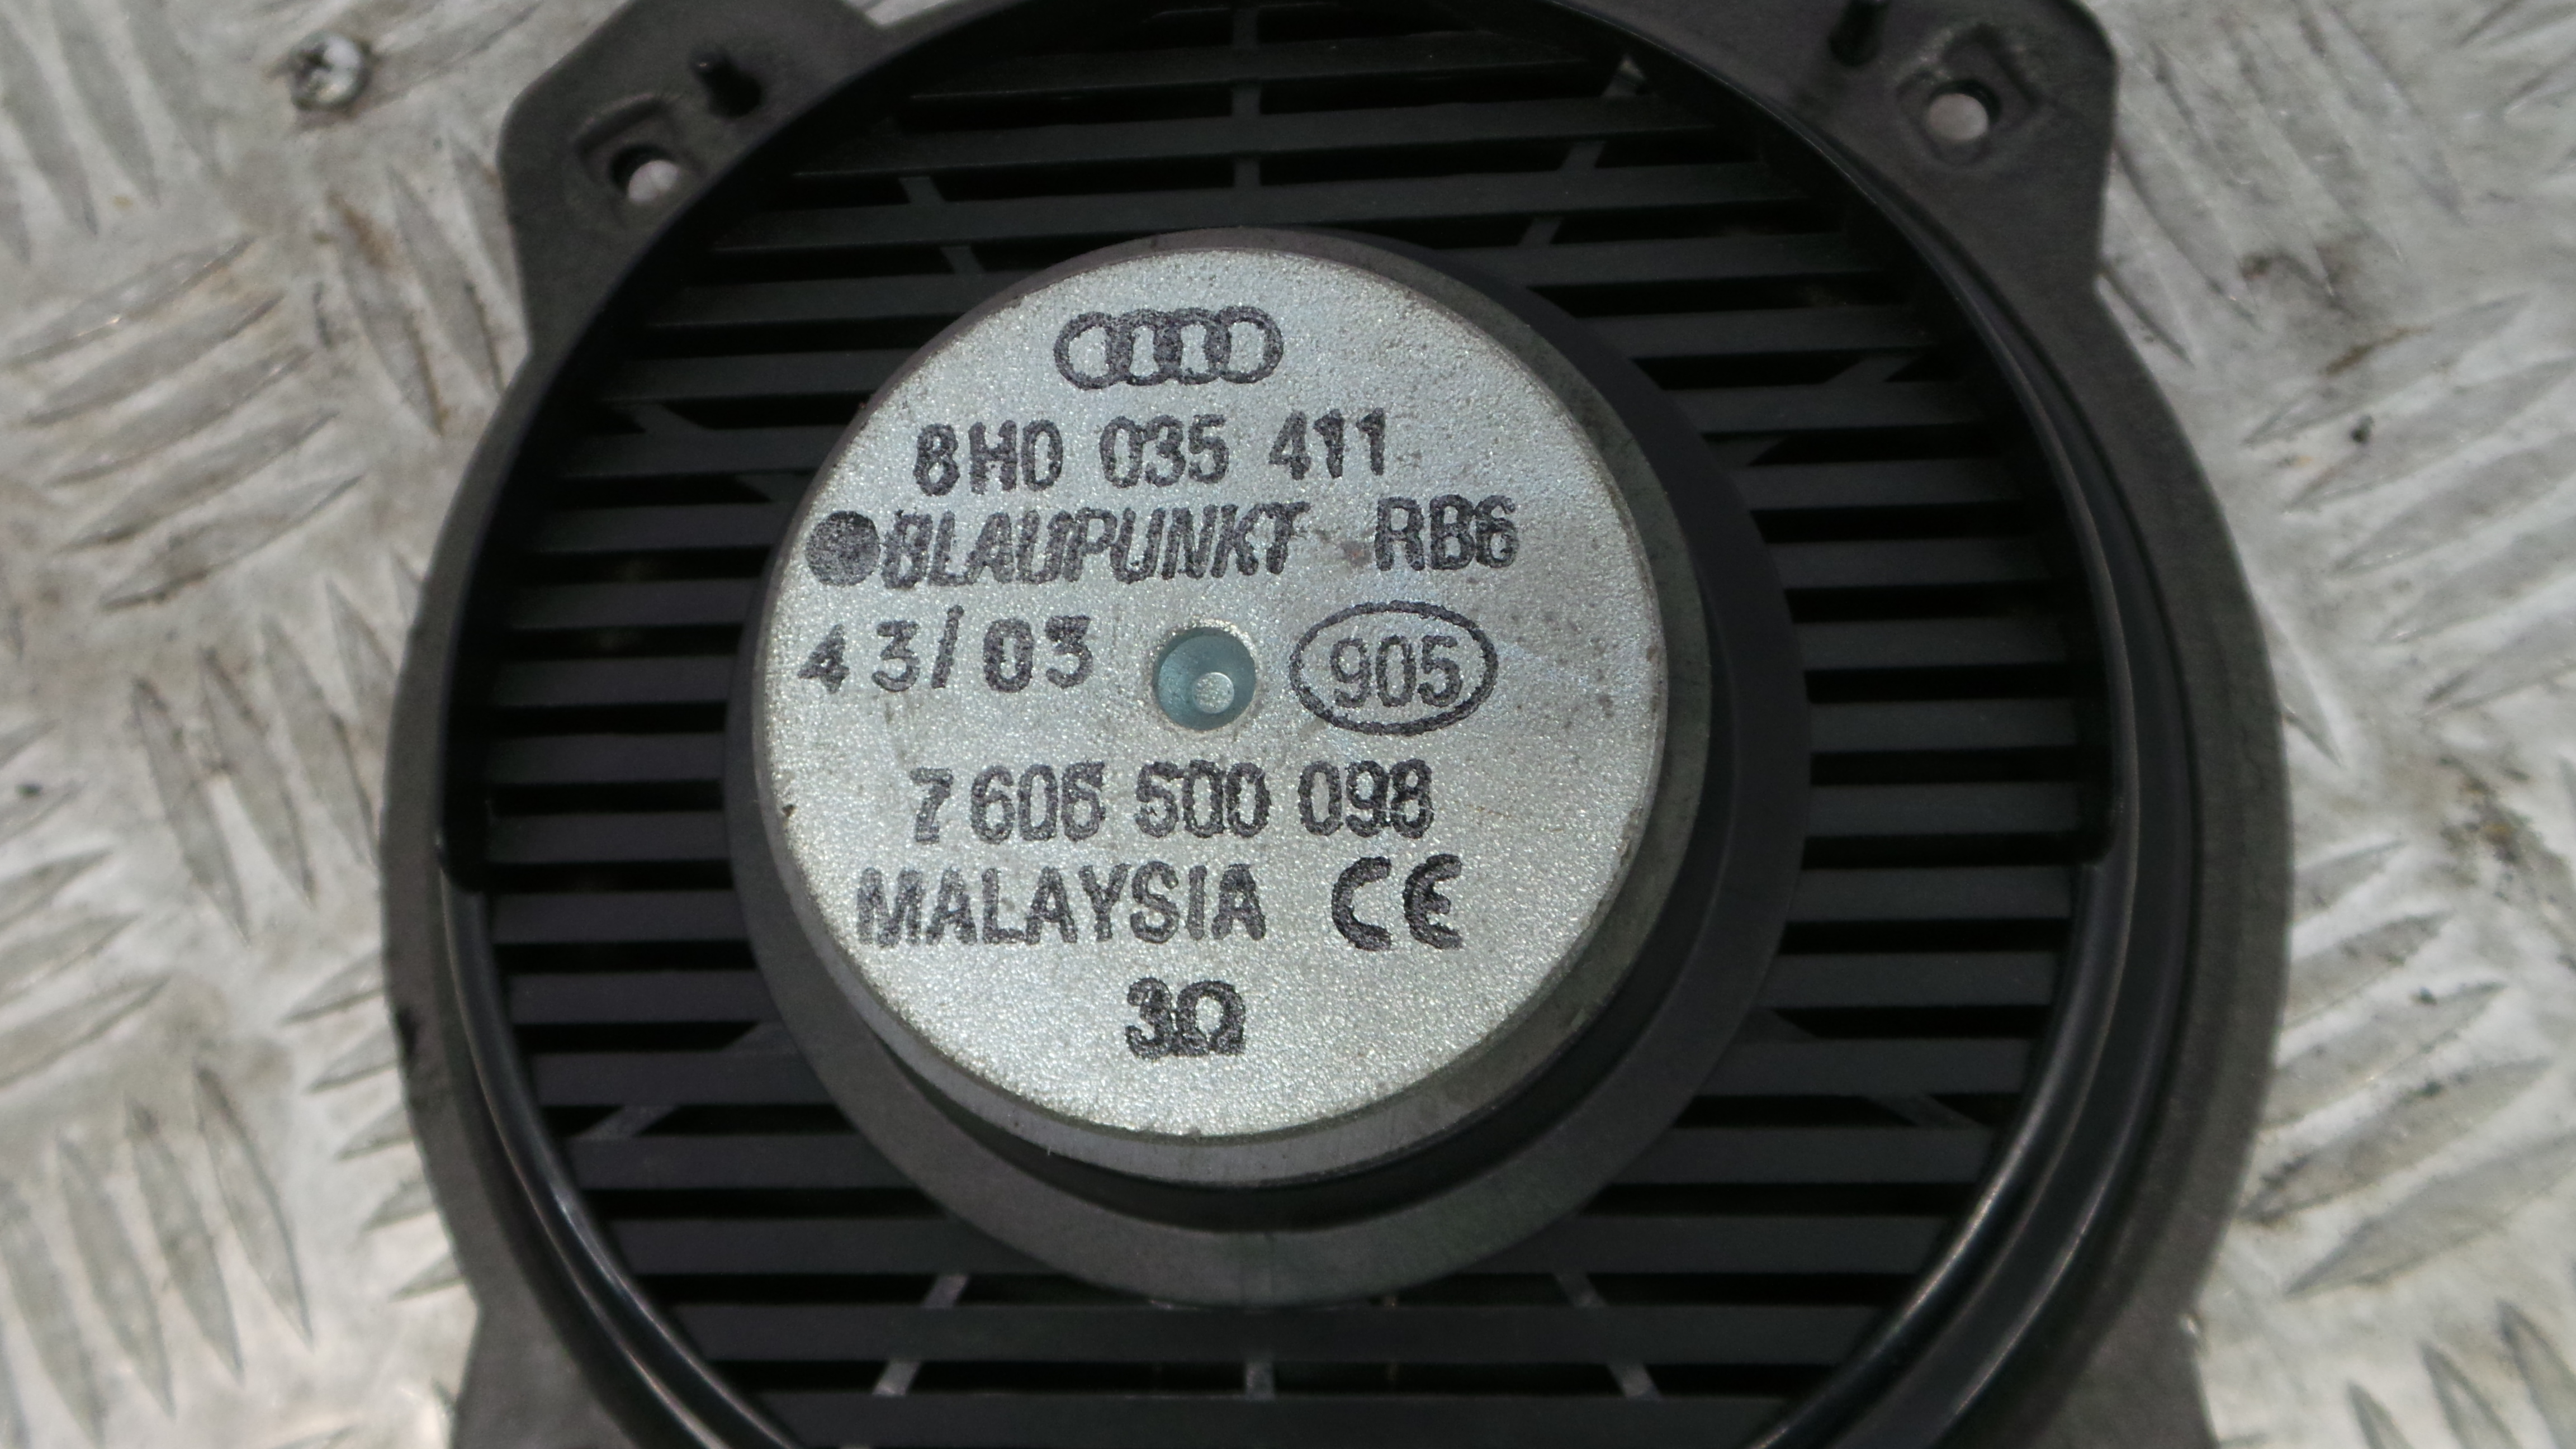 8H0 035 411
BLAUPUNKT RB6
43/03 905
7 606 500 098
MALAYSIA CE
3Ω